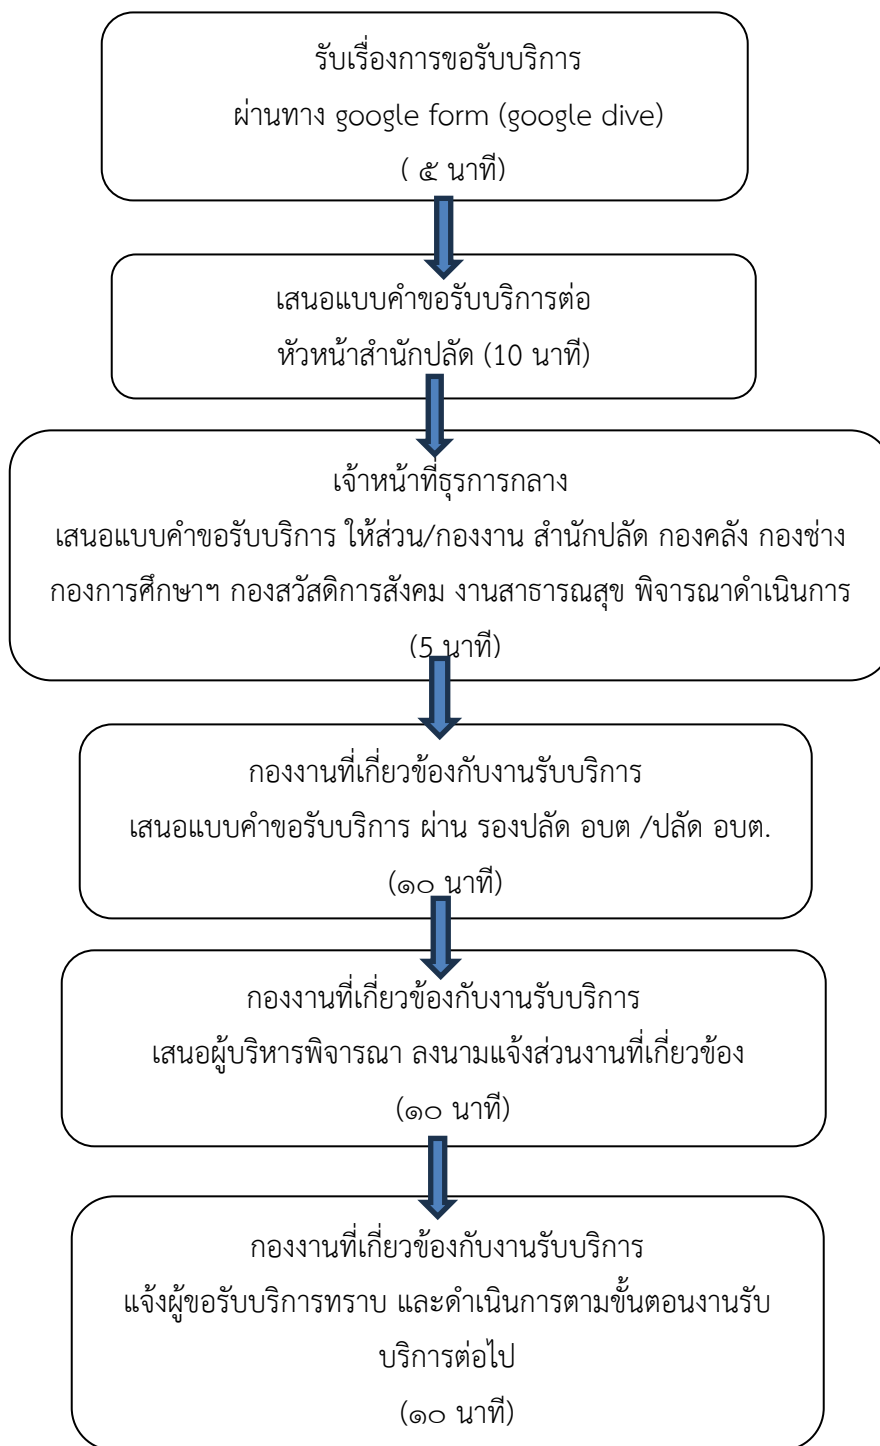 รับเรื่องการขอรับบริการ
ผ่านทาง google form (google dive)
( ๕ นาที)
เสนอแบบคำขอรับบริการต่อ
หัวหน้าสำนักปลัด (10 นาที)
เจ้าหน้าที่ธุรการกลาง
เสนอแบบคำขอรับบริการ ให้ส่วน/กองงาน สำนักปลัด กองคลัง กองช่าง
กองการศึกษาฯ กองสวัสดิการสังคม งานสาธารณสุข พิจารณาดำเนินการ
(5 นาที)
กองงานที่เกี่ยวข้องกับงานรับบริการ
เสนอแบบคำขอรับบริการ ผ่าน รองปลัด อบต /ปลัด อบต.
(๑๐ นาที)
กองงานที่เกี่ยวข้องกับงานรับบริการ
เสนอผู้บริหารพิจารณา ลงนามแจ้งส่วนงานที่เกี่ยวข้อง
(๑๐ นาที)
กองงานที่เกี่ยวข้องกับงานรับบริการ
แจ้งผู้ขอรับบริการทราบ และดำเนินการตามขั้นตอนงานรับ
บริการต่อไป
(๑๐ นาที)